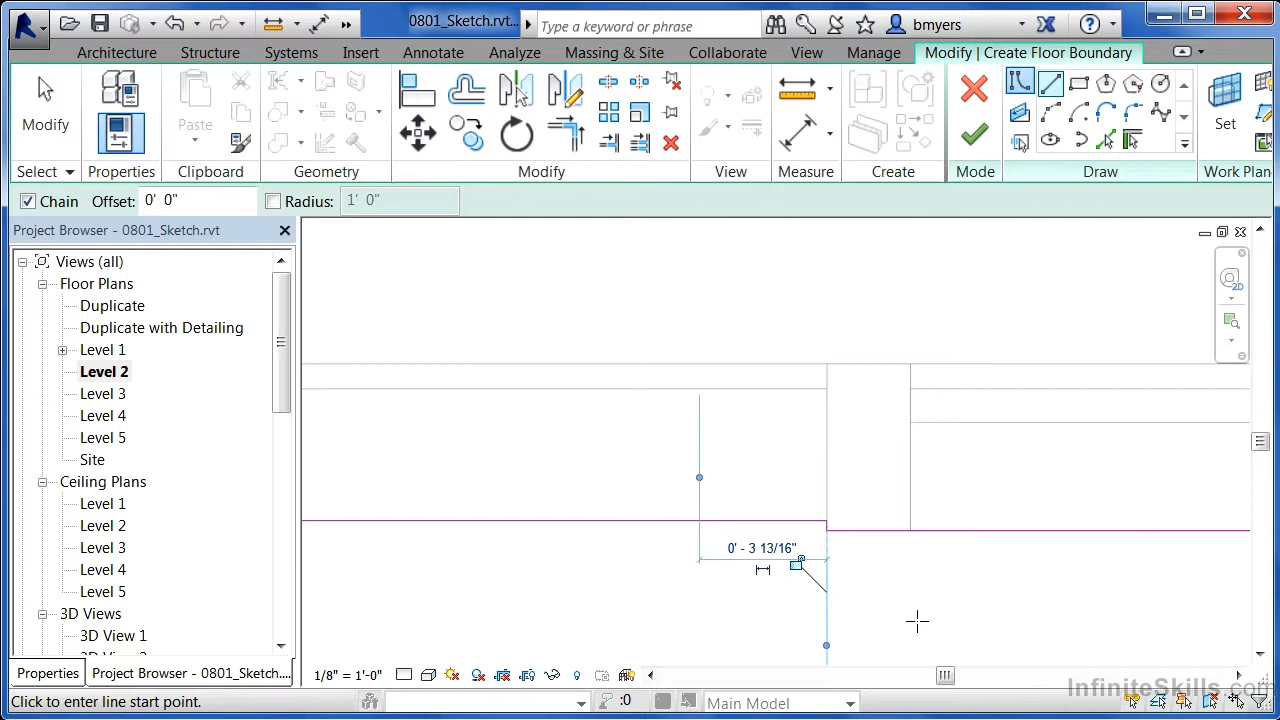 0801_Sketch.rvt...
Type a keyword or phrase
bmyers
Architecture
Structure
Systems
Insert
Annotate
Analyze
Massing & Site
Collaborate
View
Manage
Modify | Create Floor Boundary
Modify
Paste
Set
Select
Properties
Clipboard
Geometry
Modify
View
Measure
Create
Mode
Draw
Work Plane
Chain
Offset:
0' 0"
Radius:
1' 0"
Project Browser - 0801_Sketch.rvt
Views (all)
Floor Plans
Duplicate
Duplicate with Detailing
Level 1
Level 2
Level 3
Level 4
Level 5
Site
Ceiling Plans
Level 1
Level 2
Level 3
Level 4
Level 5
3D Views
3D View 1
2D
0' - 3 13/16"
Properties
Project Browser - 0801_Sketch.rvt....
1/8" = 1'-0"
Click to enter line start point.
:0
Main Model
InfiniteSkills.com